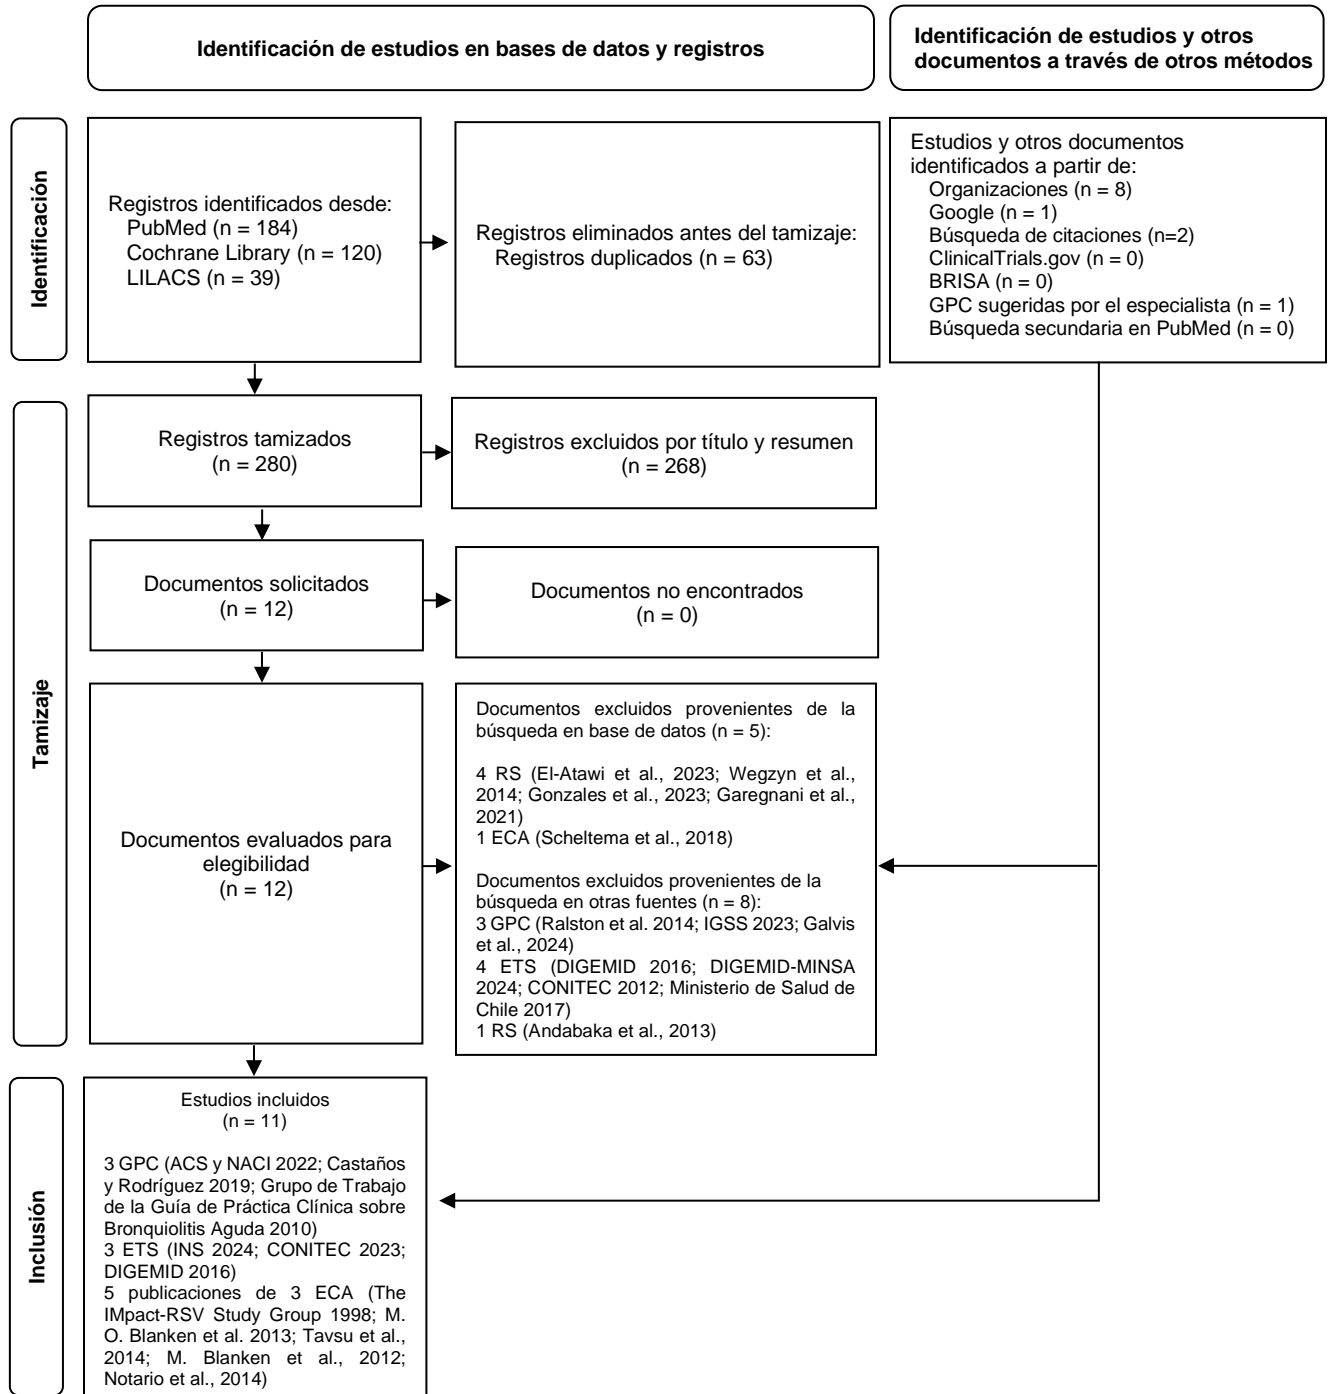 Identificación de estudios en bases de datos y registros
Identificación de estudios y otros
documentos a través de otros métodos
Identificación
Registros identificados desde:
PubMed (n = 184)
Cochrane Library (n = 120)
LILACS (n = 39)
Registros eliminados antes del tamizaje:
Registros duplicados (n = 63)
Estudios y otros documentos
identificados a partir de:
Organizaciones (n = 8)
Google (n = 1)
Búsqueda de citaciones (n=2)
ClinicalTrials.gov (n = 0)
BRISA (n = 0)
GPC sugeridas por el especialista (n = 1)
Búsqueda secundaria en PubMed (n = 0)
Tamizaje
Registros tamizados
(n = 280)
Registros excluidos por título y resumen
(n = 268)
Documentos solicitados
(n = 12)
Documentos no encontrados
(n = 0)
Documentos evaluados para
elegibilidad
(n = 12)
Documentos excluidos provenientes de la
búsqueda en base de datos (n = 5):
4 RS (El-Atawi et al., 2023; Wegzyn et al.,
2014; Gonzales et al., 2023; Garegnani et al.,
2021)
1 ECA (Scheltema et al., 2018)
Documentos excluidos provenientes de la
búsqueda en otras fuentes (n = 8):
3 GPC (Ralston et al. 2014; IGSS 2023; Galvis
et al., 2024)
4 ETS (DIGEMID 2016; DIGEMID-MINSA
2024; CONITEC 2012; Ministerio de Salud de
Chile 2017)
1 RS (Andabaka et al., 2013)
Inclusión
Estudios incluidos
(n = 11)
3 GPC (ACS y NACI 2022; Castaños
y Rodríguez 2019; Grupo de Trabajo
de la Guía de Práctica Clínica sobre
Bronquiolitis Aguda 2010)
3 ETS (INS 2024; CONITEC 2023;
DIGEMID 2016)
5 publicaciones de 3 ECA (The
IMpact-RSV Study Group 1998; M.
O. Blanken et al. 2013; Tavsu et al.,
2014; M. Blanken et al., 2012;
Notario et al., 2014)